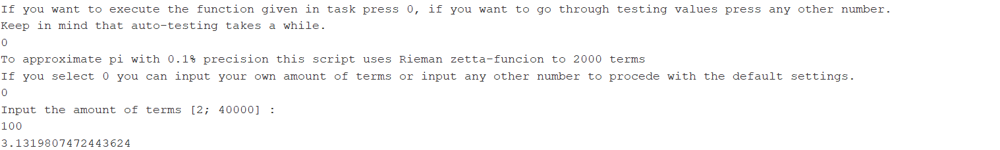 If you want to execute the function given in task press 0, if you want to go through testing values press any other number.
Keep in mind that auto-testing takes a while.
0
To approximate pi with 0.1% precision this script uses Rieman zetta-funcion to 2000 terms
If you select 0 you can input your own amount of terms or input any other number to procede with the default settings.
0
Input the amount of terms [2; 40000] :
100
3.1319807472443624